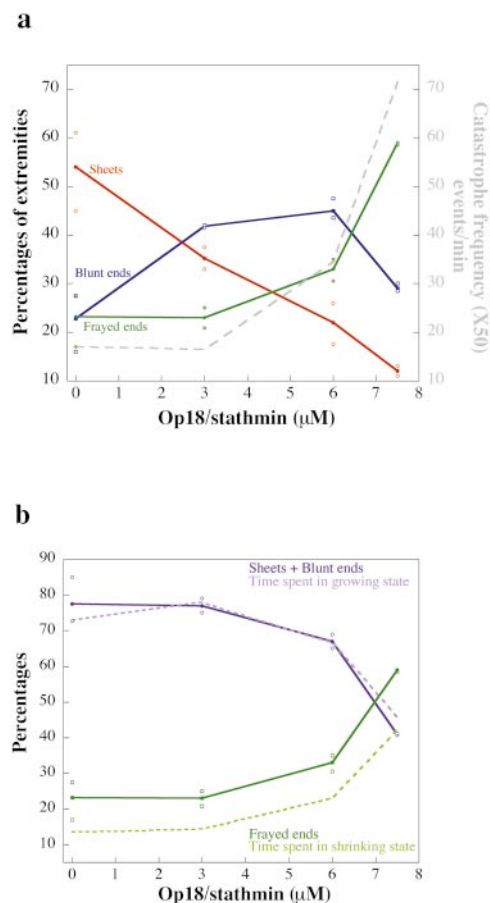 a
70
60
50
40
30
20
10
Percentages of extremities
Sheets
Blunt ends
Frayed ends
70
60
50
40
30
20
10
Catastrophe frequency (X50)
events/min
0 1 2 3 4 5 6 7 8
Op18/stathmin (μM)
b
90
80
70
60
50
40
30
20
10
Percentages
Sheets + Blunt ends
Time spent in growing state
Frayed ends
Time spent in shrinking state
0 1 2 3 4 5 6 7 8
Op18/stathmin (μM)